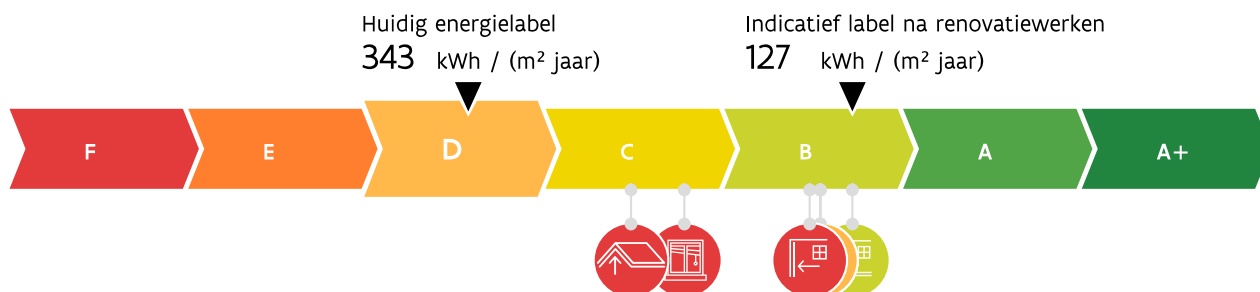 Huidig energielabel
343 kWh / (m² jaar)
Indicatief label na renovatiewerken
127 kWh / (m² jaar)
F E D C B A A+